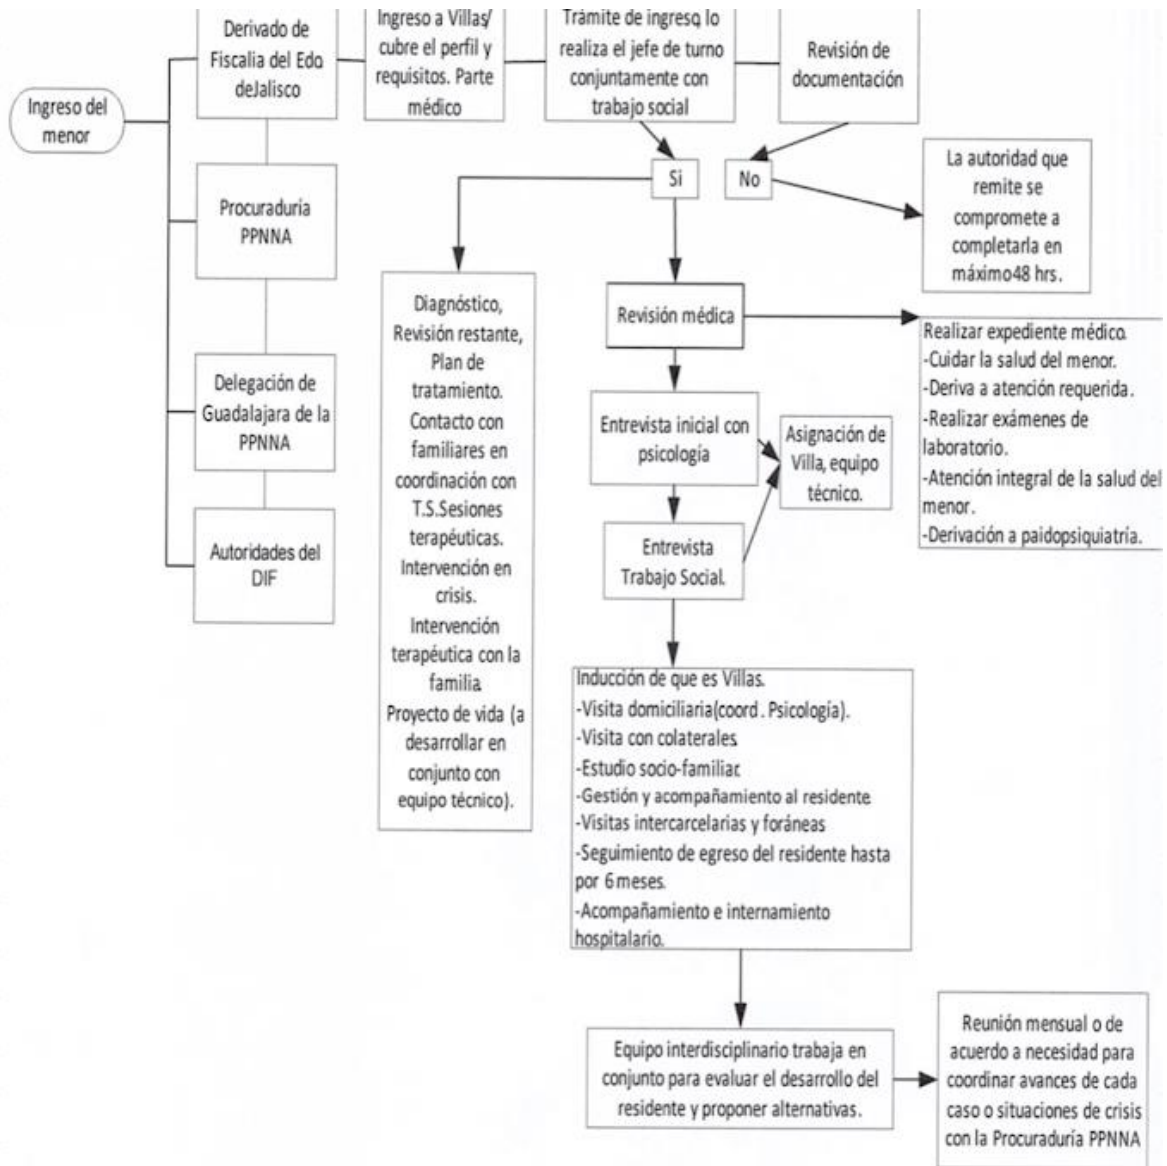 Ingreso del
menor
Derivado de
Fiscalia del Edo.
deJalisco
Procuraduría
PPNNA
Delegación de
Guadalajara de la
PPNNA
Autoridades del
DIF
Ingreso a Villas/
cubre el perfil y
requisitos. Parte
médico
Trámite de ingreso, lo
realiza el jefe de turno
conjuntamente con
trabajo social
Revisión de
documentación
Si
No
La autoridad que
remite se
compromete a
completarla en
máximo48 hrs.
Diagnóstico,
Revisión restante,
Plan de
tratamiento.
Contacto con
familiares en
coordinación con
T.S.Sesiones
terapéuticas.
Intervención en
crisis.
Intervención
terapéutica con la
familia.
Proyecto de vida (a
desarrollar en
conjunto con
equipo técnico).
Revisión médica
Realizar expediente médico.
-Cuidar la salud del menor.
-Deriva a atención requerida.
-Realizar exámenes de
laboratorio.
-Atención integral de la salud del
menor.
-Derivación a paidopsiquiatría.
Entrevista inicial con
psicología
Asignación de
Villa, equipo
técnico.
Entrevista
Trabajo Social.
Inducción de que es Villas.
-Visita domiciliaria(coord. Psicología).
-Visita con colaterales.
-Estudio socio-familiar.
-Gestión y acompañamiento al residente
-Visitas intercarcelarias y foráneas
-Seguimiento de egreso del residente hasta
por 6 meses.
-Acompañamiento e internamiento
hospitalario.
Equipo interdisciplinario trabaja en
conjunto para evaluar el desarrollo del
residente y proponer alternativas.
Reunión mensual o de
acuerdo a necesidad para
coordinar avances de cada
caso o situaciones de crisis
con la Procuraduría PPNNA